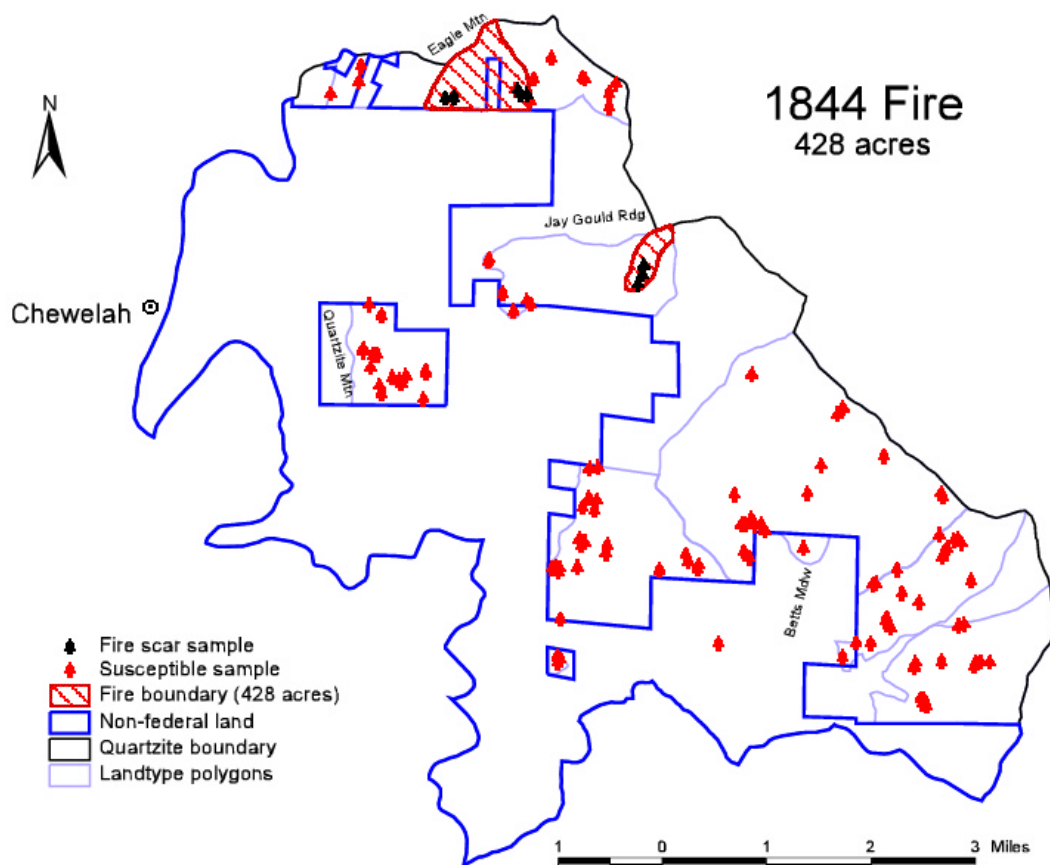 Eagle Mtn
N
1844 Fire
428 acres
Jay Gould Rdg
Chewelah
Quartzite Mtn
Betts Mdw
Fire scar sample
Susceptible sample
Fire boundary (428 acres)
Non-federal land
Quartzite boundary
Landtype polygons
1 0 1 2 3 Miles